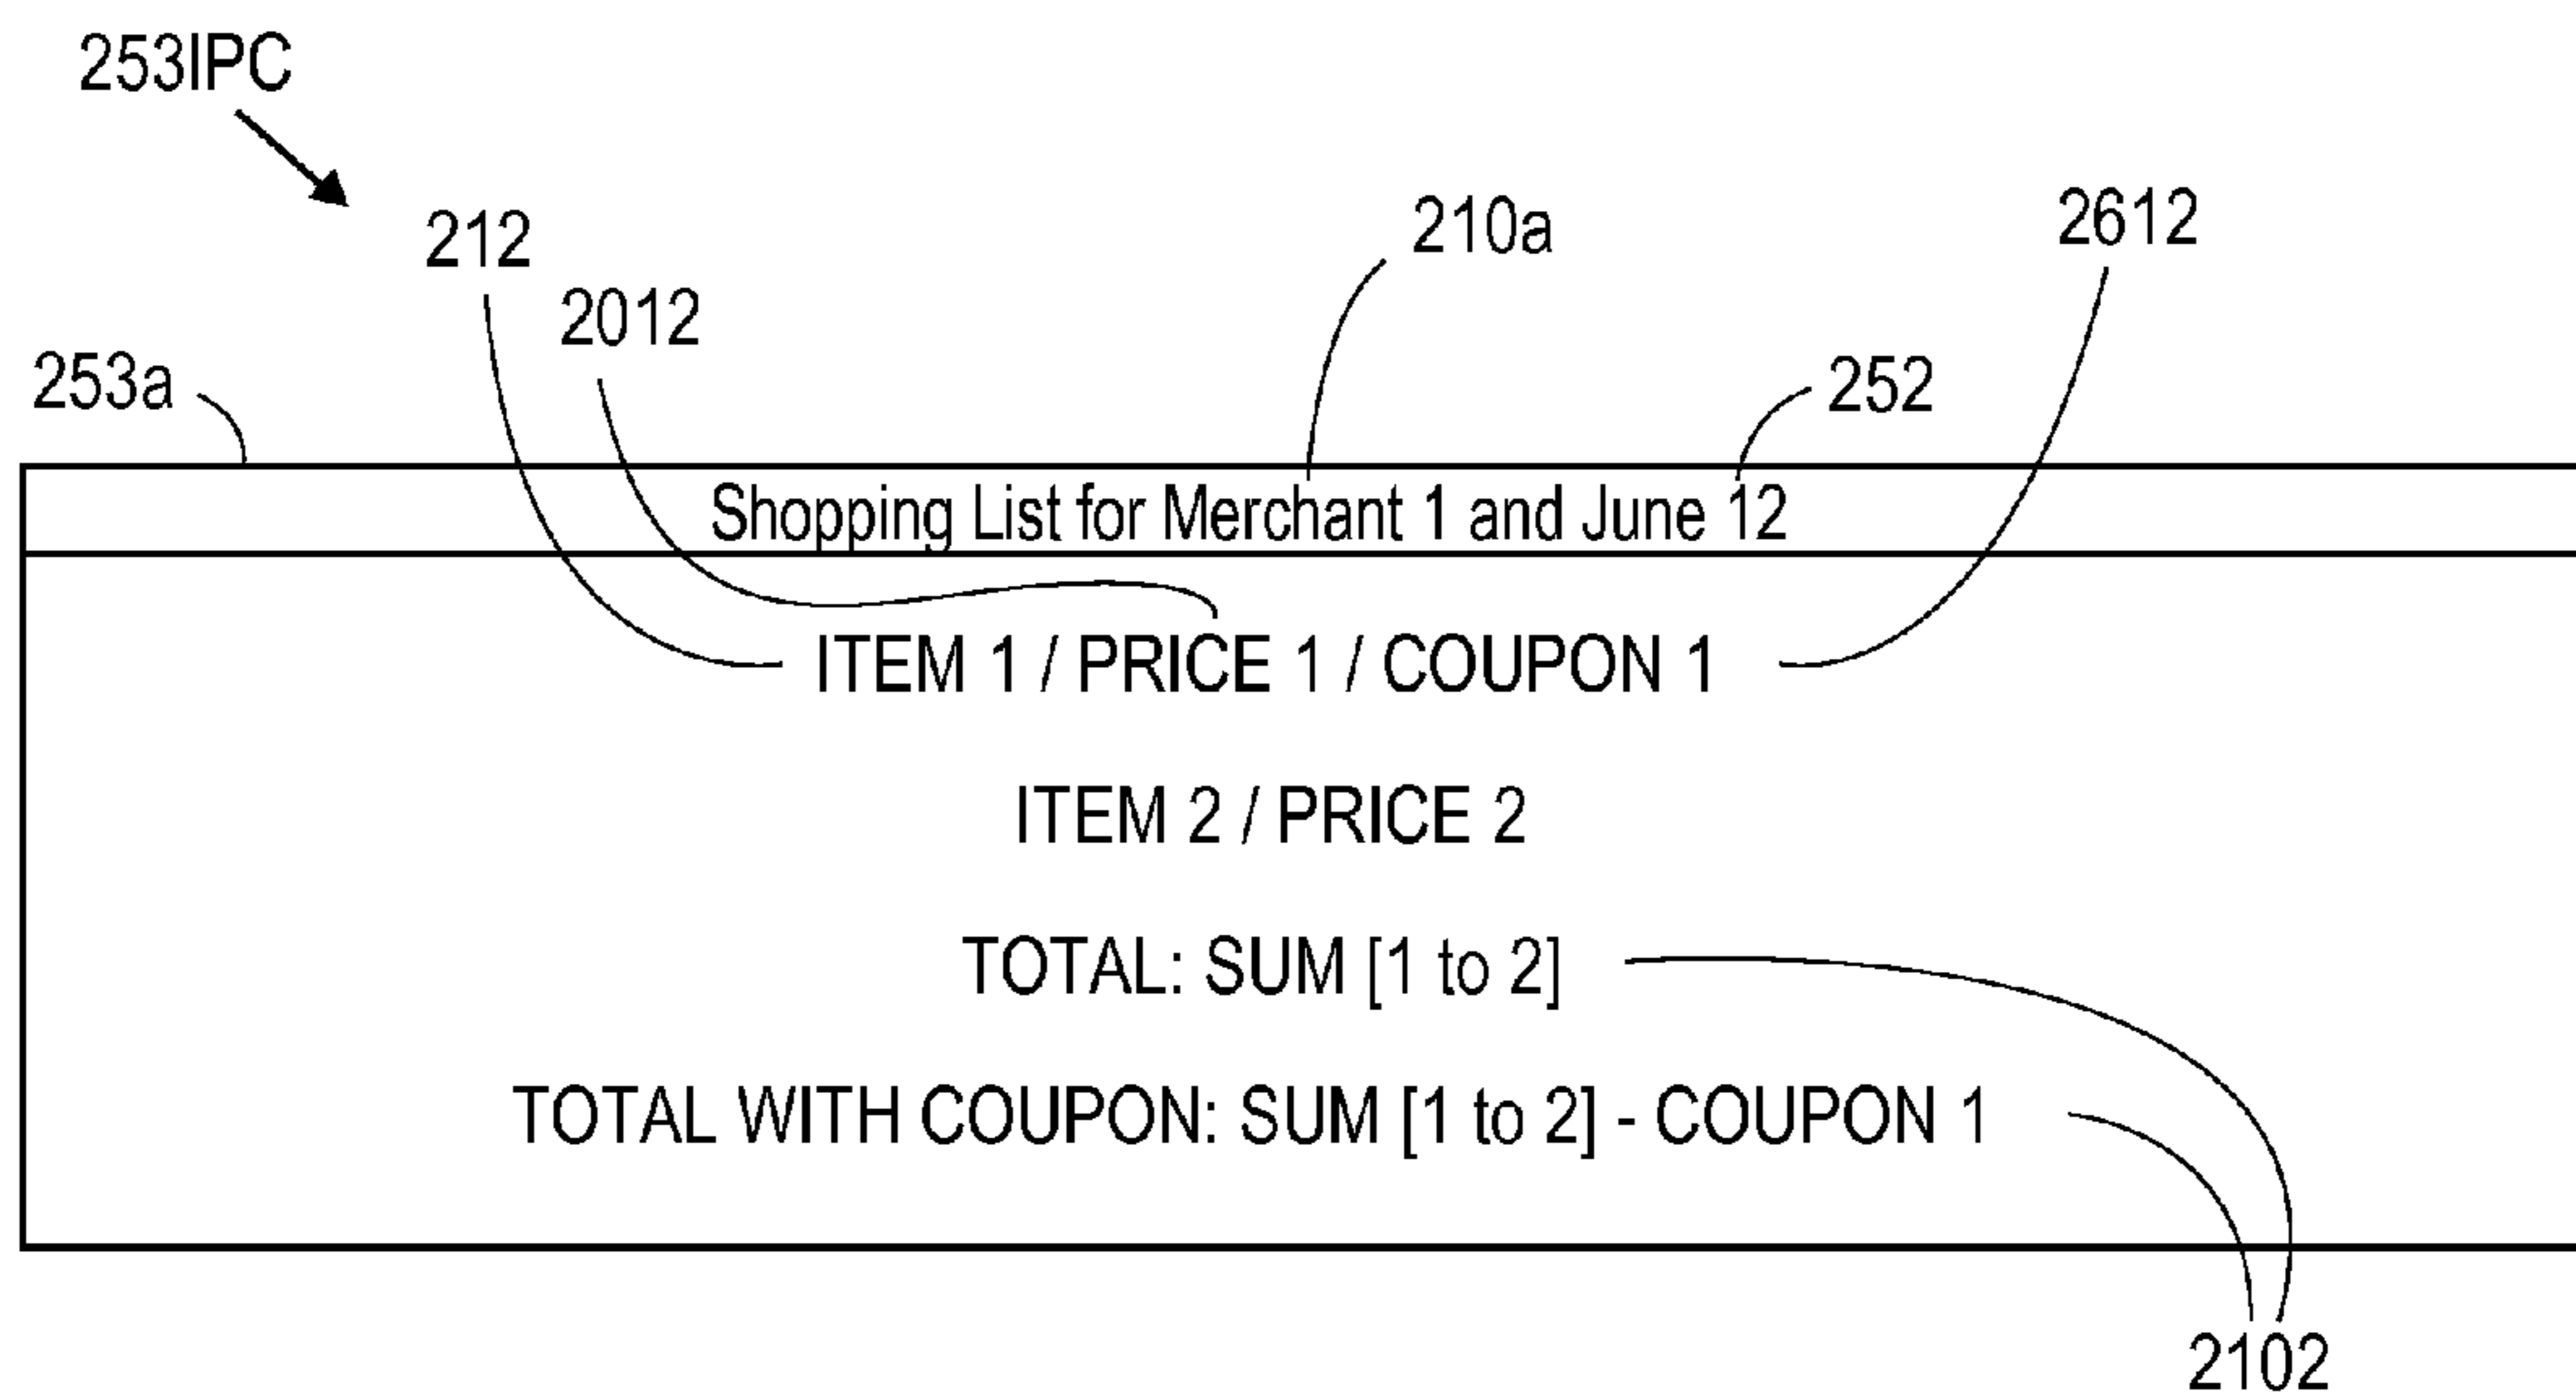 253IPC
212
210a
2612
2012
253a
252
Shopping List for Merchant 1 and June 12
ITEM 1 / PRICE 1 / COUPON 1
ITEM 2 / PRICE 2
TOTAL: SUM [1 to 2]
TOTAL WITH COUPON: SUM [1 to 2] - COUPON 1
2102